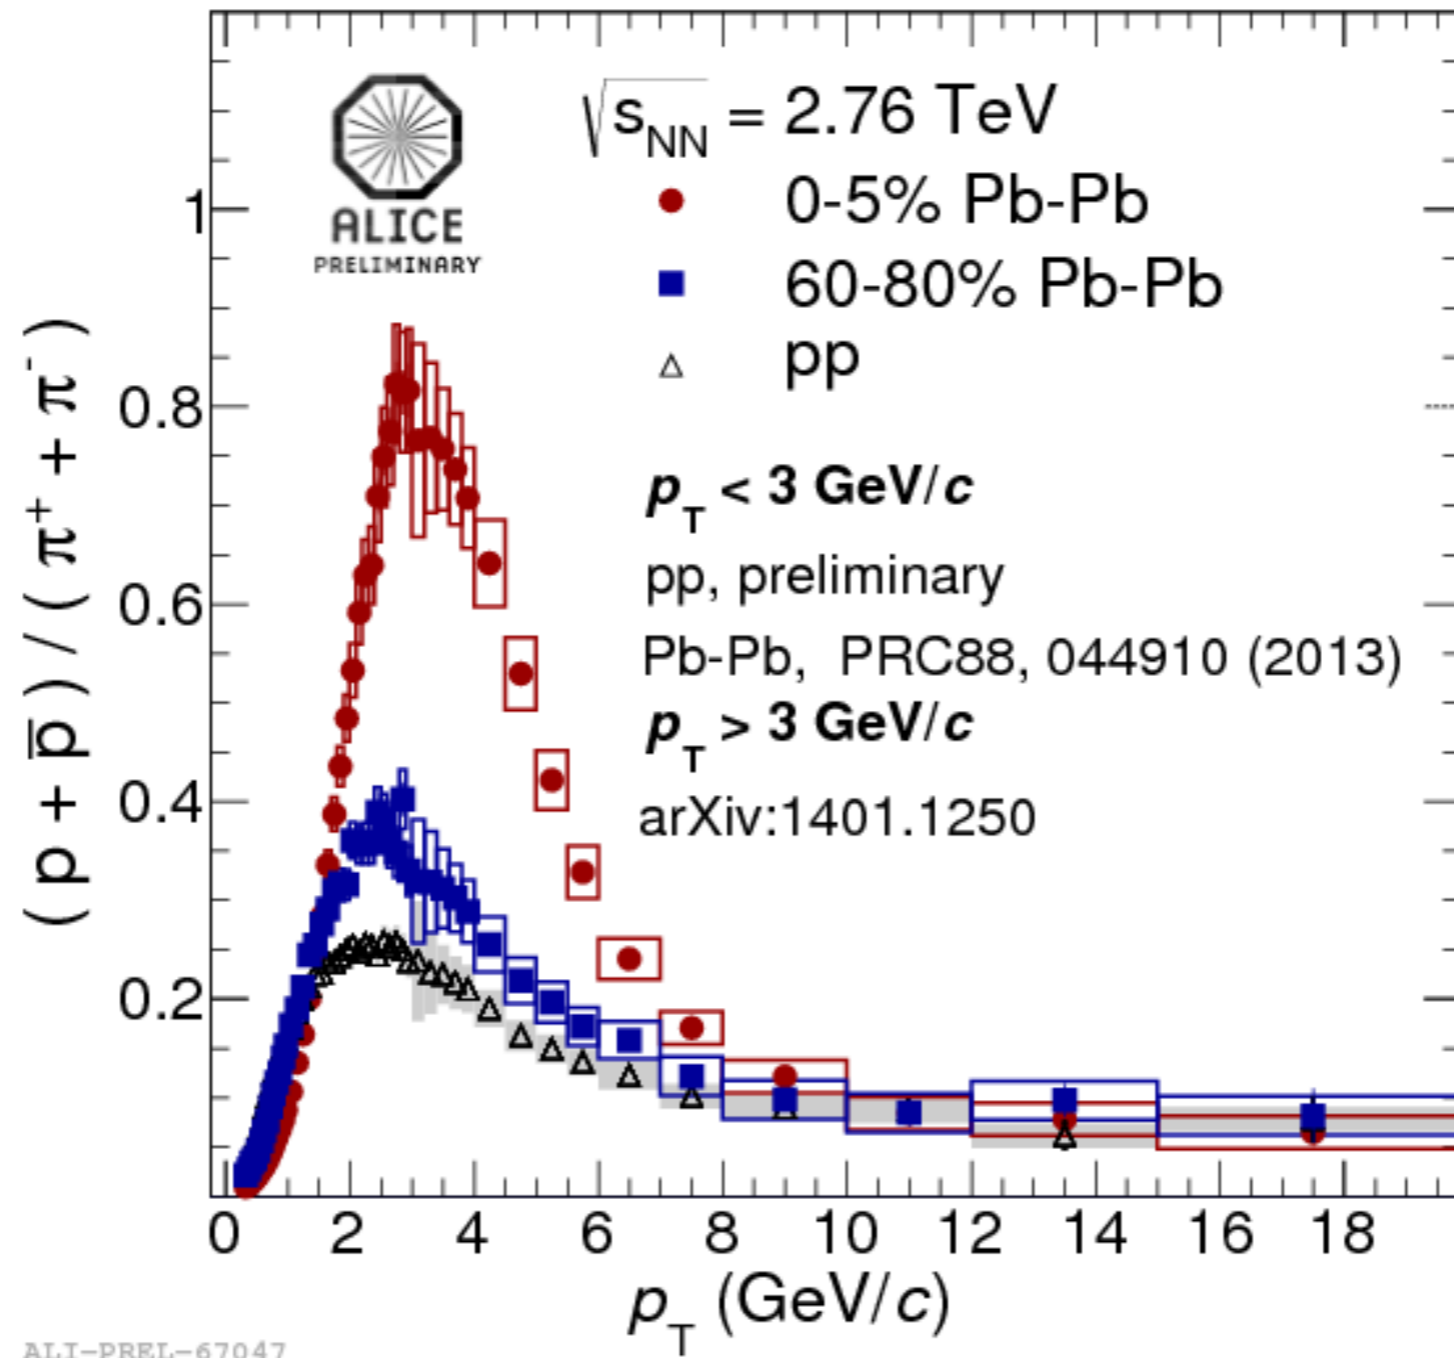 √s_NN = 2.76 TeV
0-5% Pb-Pb
60-80% Pb-Pb
pp
ALICE
PRELIMINARY
p_T < 3 GeV/c
pp, preliminary
Pb-Pb, PRC88, 044910 (2013)
p_T > 3 GeV/c
arXiv:1401.1250
( p + p̅ ) / ( π⁺ + π⁻ )
1
0.8
0.6
0.4
0.2
0 2 4 6 8 10 12 14 16 18
p_T (GeV/c)
ALI-PREL-67047